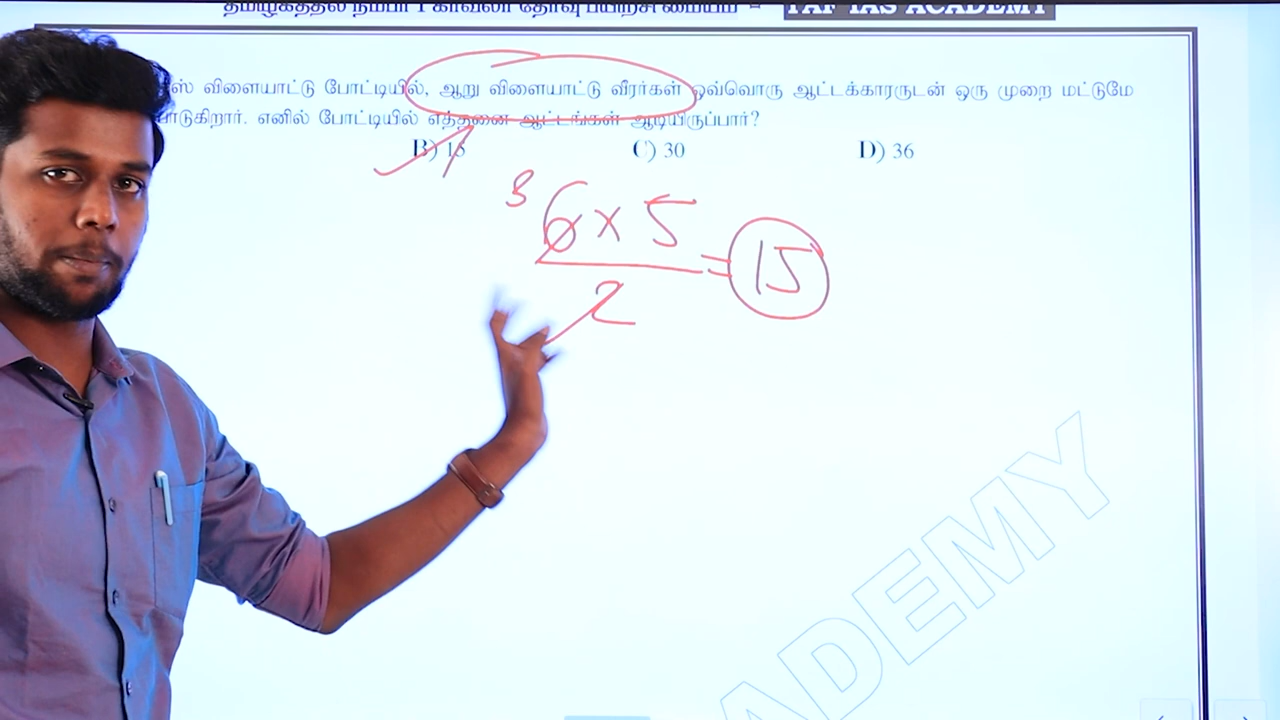 தமிழகத்தில் நம்பர் 1 காவலர் தேர்வு பயிற்சி மையம் – TAF IAS ACADEMY
ஸ் விளையாட்டு போட்டியில், ஆறு விளையாட்டு வீரர்கள் ஒவ்வொரு ஆட்டக்காரருடன் ஒரு முறை மட்டுமே
ாடுகிறார். எனில் போட்டியில் எத்தனை ஆட்டங்கள் ஆடியிருப்பார்?
B) 15 C) 30 D) 36
3 6 x 5
= 15
2
ADEMY